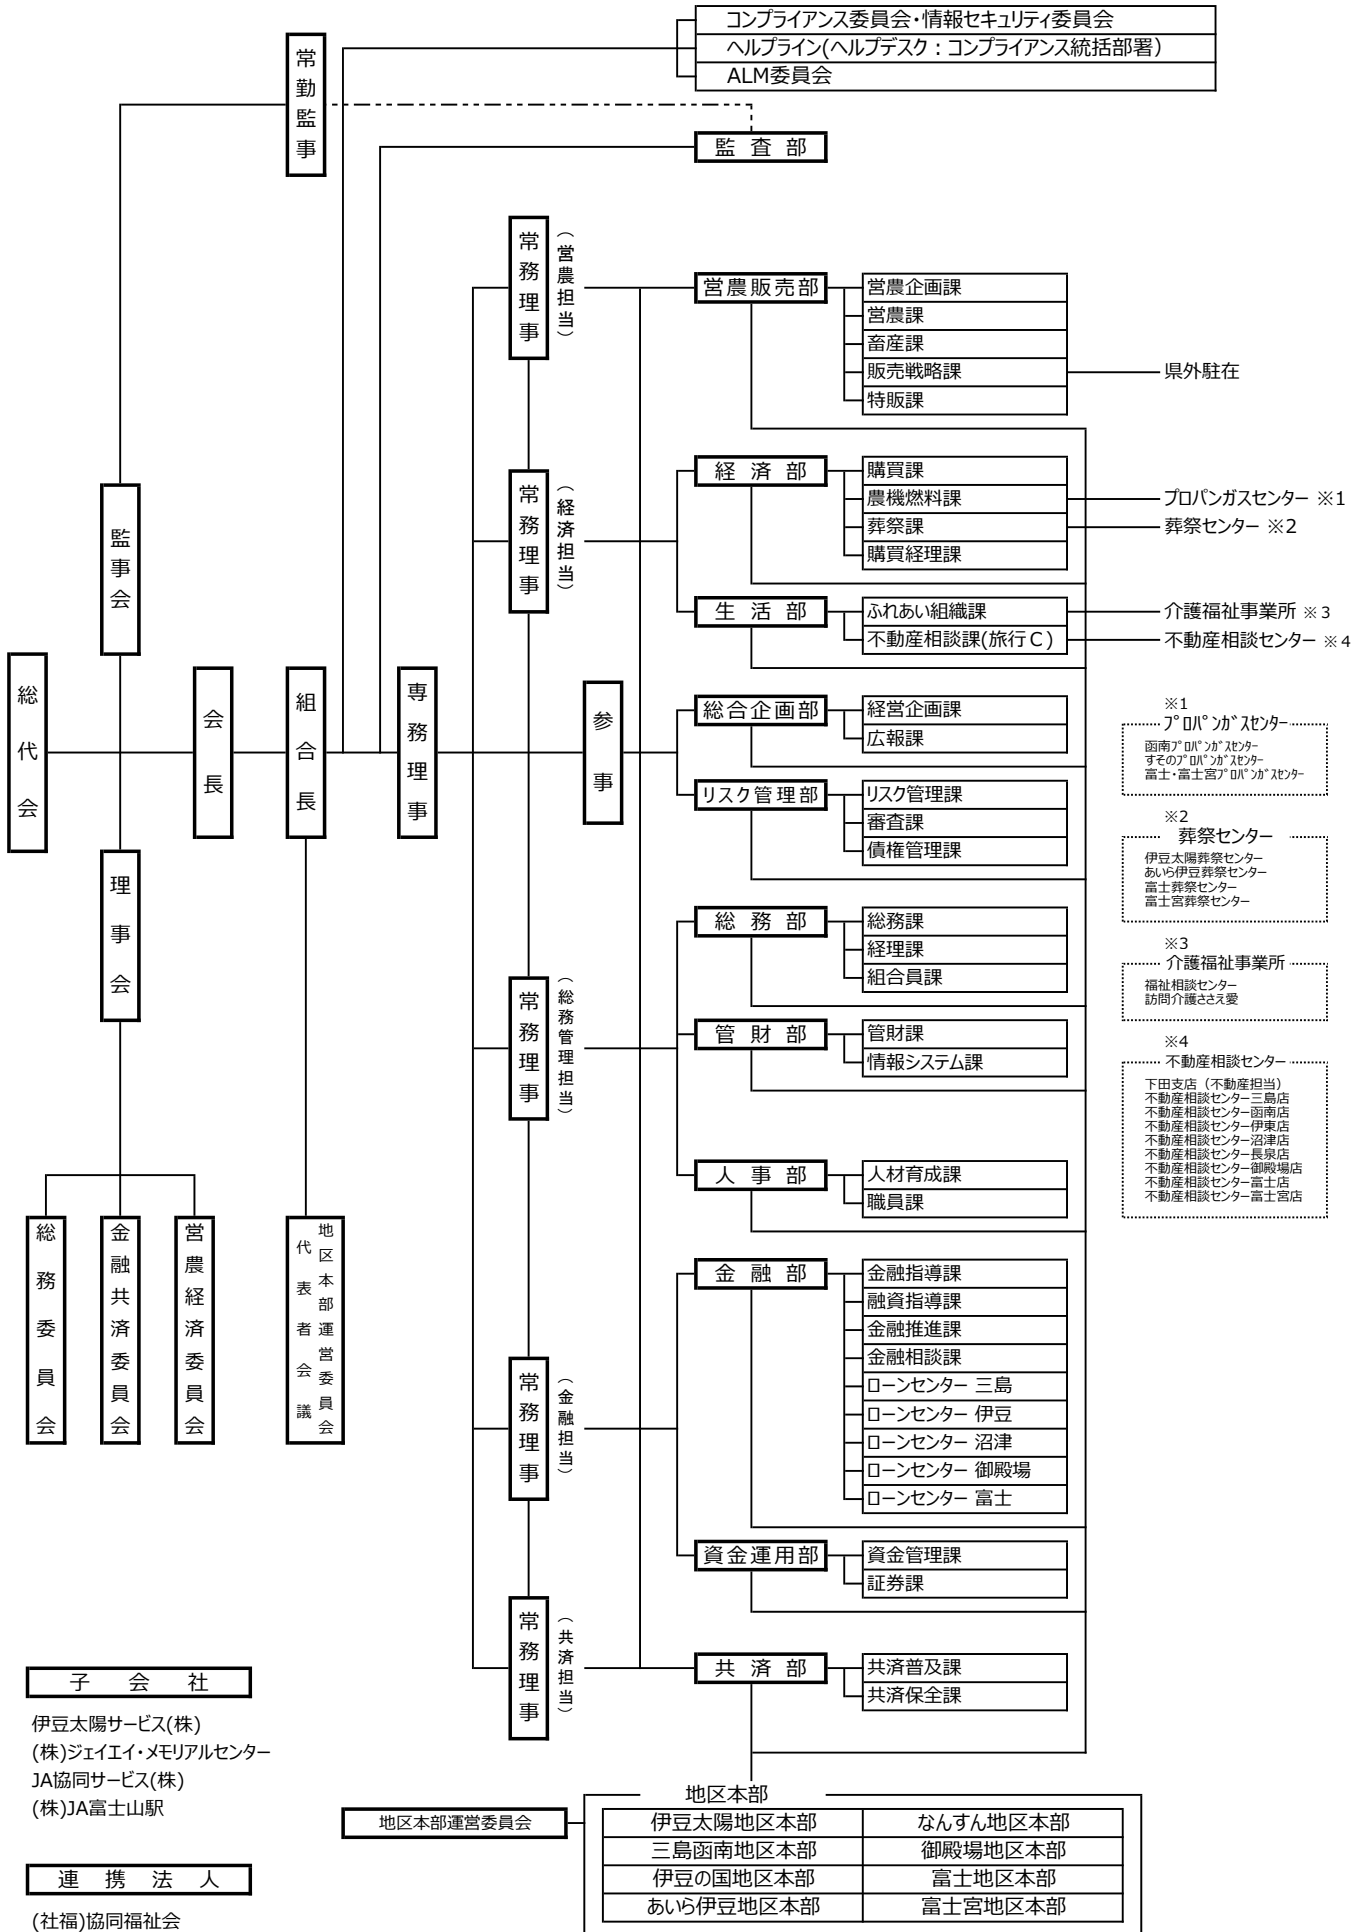 コンプライアンス委員会・情報セキュリティ委員会
ヘルプライン(ヘルプデスク：コンプライアンス統括部署)
ALM委員会
常勤監事
監査部
常務理事
（営農担当）
営農販売部
営農企画課
営農課
畜産課
販売戦略課
県外駐在
特販課
常務理事
（経済担当）
経済部
購買課
農機燃料課
プロパンガスセンター ※1
葬祭課
葬祭センター ※2
購買経理課
生活部
ふれあい組織課
介護福祉事業所 ※3
不動産相談課(旅行C)
不動産相談センター ※4
監事会
総代会
会長
組合長
専務理事
参事
総合企画部
経営企画課
広報課
リスク管理部
リスク管理課
審査課
債権管理課
※1
プロパンガスセンター
函南プロパンガスセンター
すそのプロパンガスセンター
富士・富士宮プロパンガスセンター
※2
葬祭センター
伊豆太陽葬祭センター
あいら伊豆葬祭センター
富士葬祭センター
富士宮葬祭センター
※3
介護福祉事業所
福祉相談センター
訪問介護ささえ愛
※4
不動産相談センター
下田支店（不動産担当）
不動産相談センター三島店
不動産相談センター函南店
不動産相談センター伊東店
不動産相談センター沼津店
不動産相談センター長泉店
不動産相談センター御殿場店
不動産相談センター富士店
不動産相談センター富士宮店
理事会
常務理事
（総務管理担当）
総務部
総務課
経理課
組合員課
管財部
管財課
情報システム課
人事部
人材育成課
職員課
総務委員会
金融共済委員会
営農経済委員会
地区本部運営委員会
代表者会議
常務理事
（金融担当）
金融部
金融指導課
融資指導課
金融推進課
金融相談課
ローンセンター 三島
ローンセンター 伊豆
ローンセンター 沼津
ローンセンター 御殿場
ローンセンター 富士
資金運用部
資金管理課
証券課
常務理事
（共済担当）
共済部
共済普及課
共済保全課
子会社
伊豆太陽サービス(株)
(株)ジェイエイ・メモリアルセンター
JA協同サービス(株)
(株)JA富士山駅
連携法人
(社福)協同福祉会
地区本部運営委員会
地区本部
伊豆太陽地区本部 なんすん地区本部
三島函南地区本部 御殿場地区本部
伊豆の国地区本部 富士地区本部
あいら伊豆地区本部 富士宮地区本部